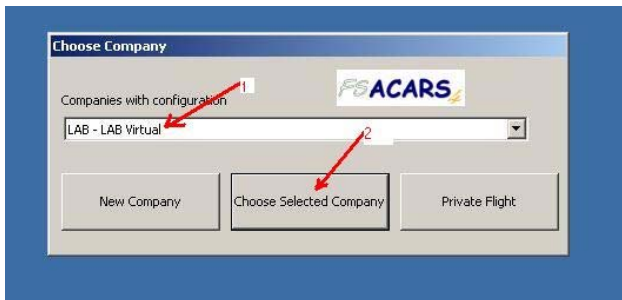 Choose Company
1
FSACARS
Companies with configuration
LAB - LAB Virtual
2
New Company
Choose Selected Company
Private Flight